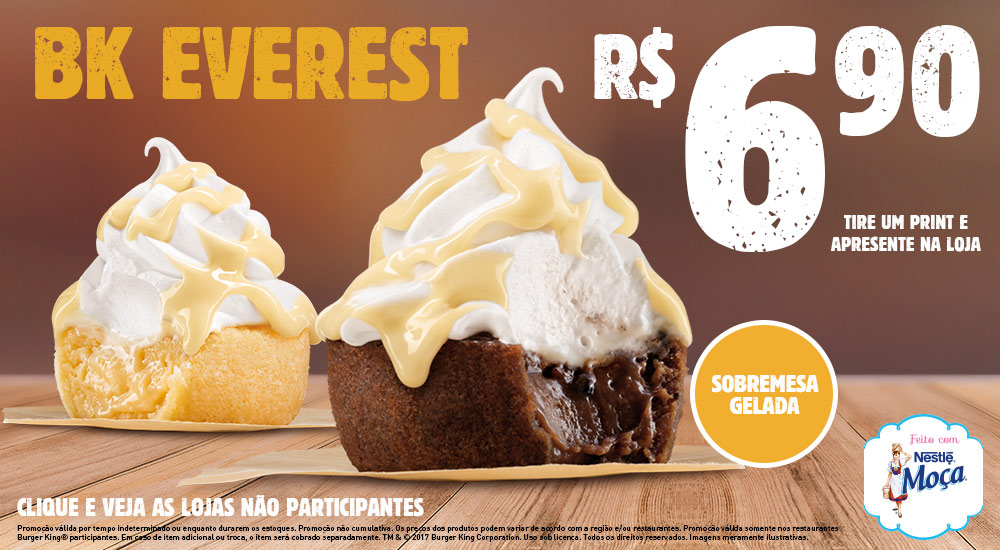 BK EVEREST
R$ 6,90
TIRE UM PRINT E
APRESENTE NA LOJA
SOBREMESA
GELADA
Feito com
Nestlé
Moça
CLIQUE E VEJA AS LOJAS NÃO PARTICIPANTES
Promoção válida por tempo indeterminado ou enquanto durarem os estoques. Promoção não cumulativa. Os preços dos produtos podem variar de acordo com a região e/ou restaurantes. Promoção válida somente nos restaurantes
Burger King® participantes. Em caso de item adicional ou troca, o item será cobrado separadamente. TM & © 2017 Burger King Corporation. Uso sob licença. Todos os direitos reservados. Imagens meramente ilustrativas.